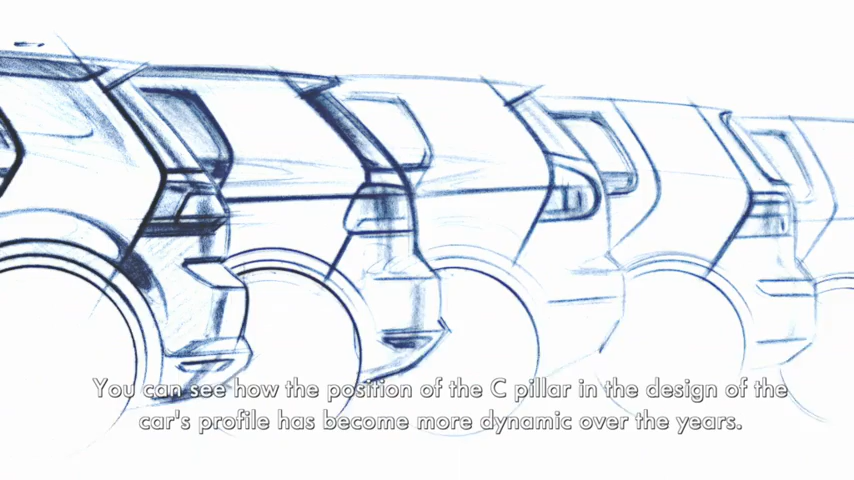 You can see how the position of the C pillar in the design of the
car's profile has become more dynamic over the years.